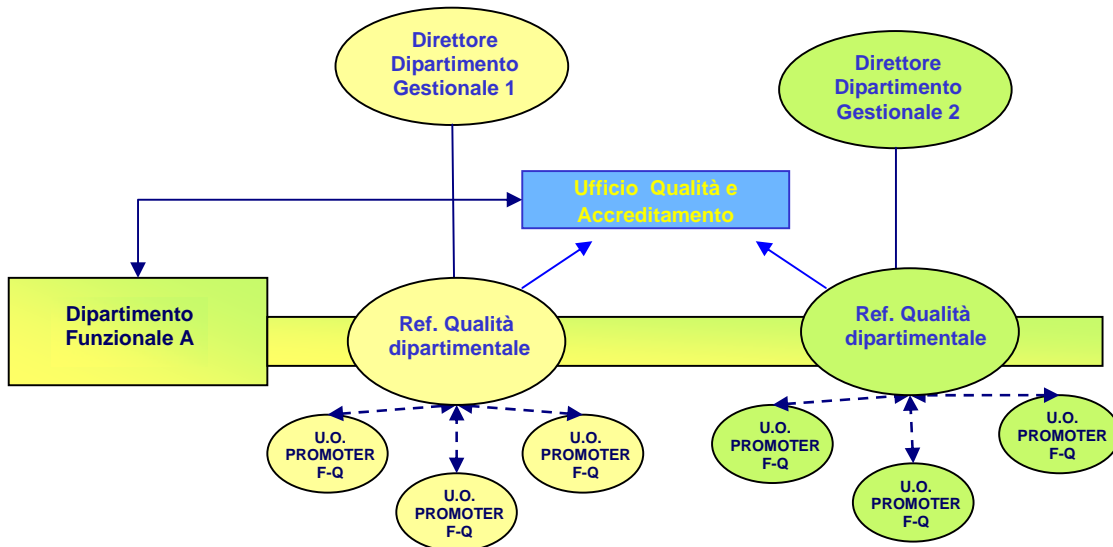 Direttore
Dipartimento
Gestionale 1
Direttore
Dipartimento
Gestionale 2
Ufficio Qualità e
Accreditamento
Dipartimento
Funzionale A
Ref. Qualità
dipartimentale
Ref. Qualità
dipartimentale
U.O.
PROMOTER
F-Q
U.O.
PROMOTER
F-Q
U.O.
PROMOTER
F-Q
U.O.
PROMOTER
F-Q
U.O.
PROMOTER
F-Q
U.O.
PROMOTER
F-Q